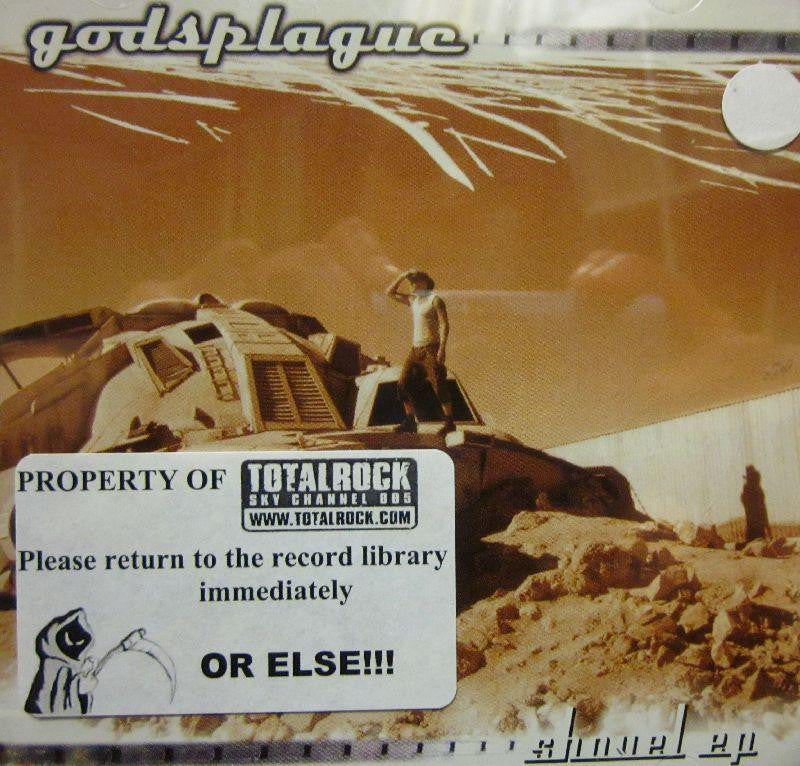 godsplague
PROPERTY OF TOTALROCK
SKY CHANNEL 885
WWW.TOTALROCK.COM
Please return to the record library
immediately
OR ELSE!!!
shovel ep